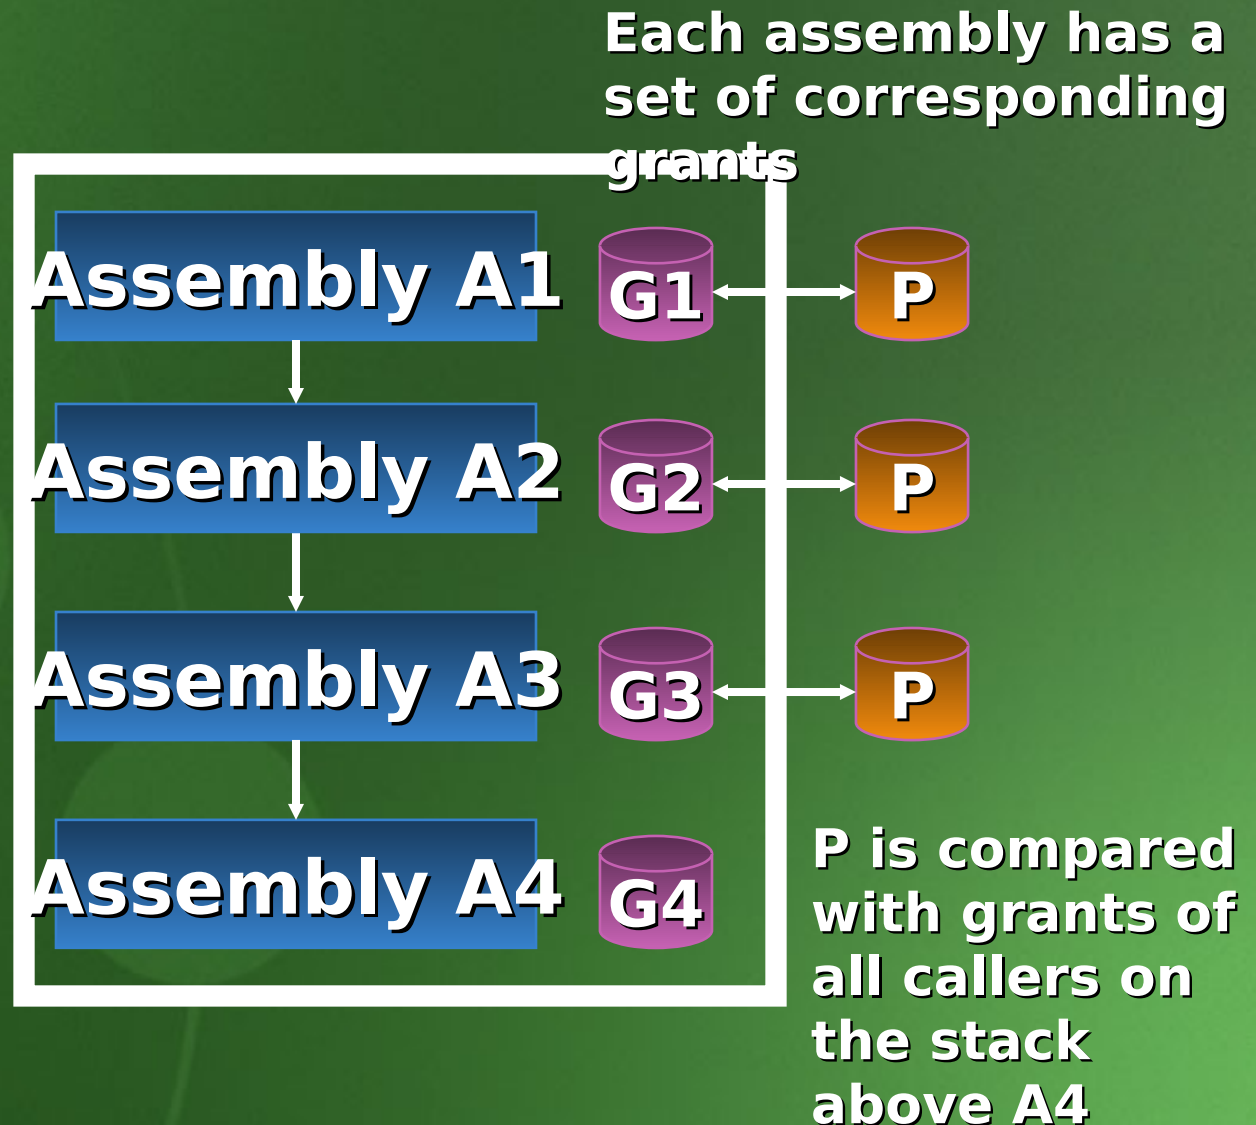 Each assembly has a
set of corresponding
grants
Assembly A1
G1
P
Assembly A2
G2
P
Assembly A3
G3
P
Assembly A4
G4
P is compared
with grants of
all callers on
the stack
above A4